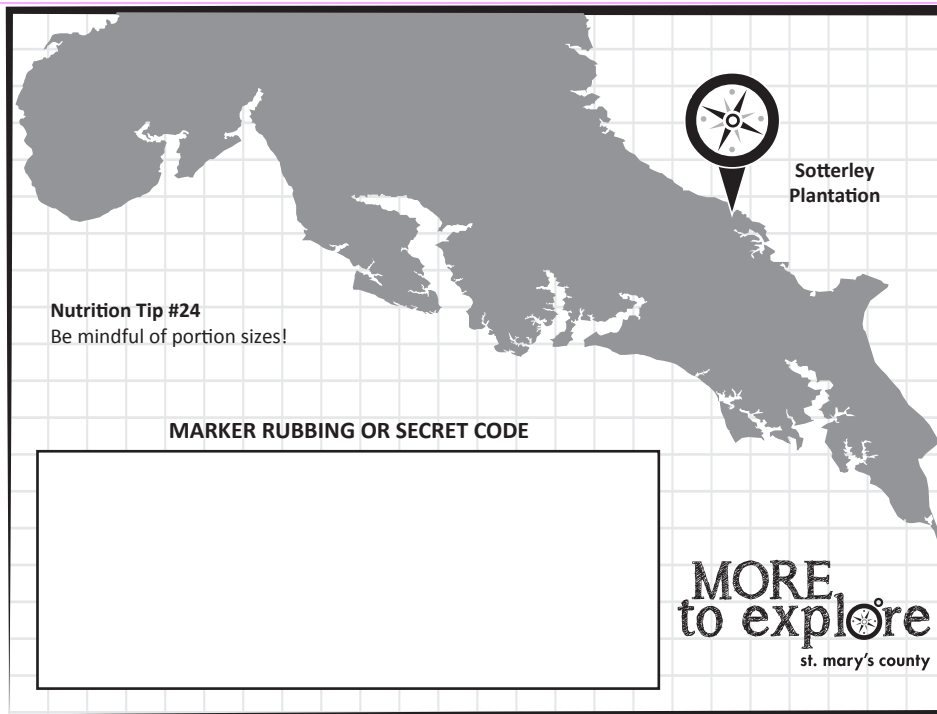 Sotterley
Plantation
Nutrition Tip #24
Be mindful of portion sizes!
MARKER RUBBING OR SECRET CODE
MORE
to explore
st. mary's county